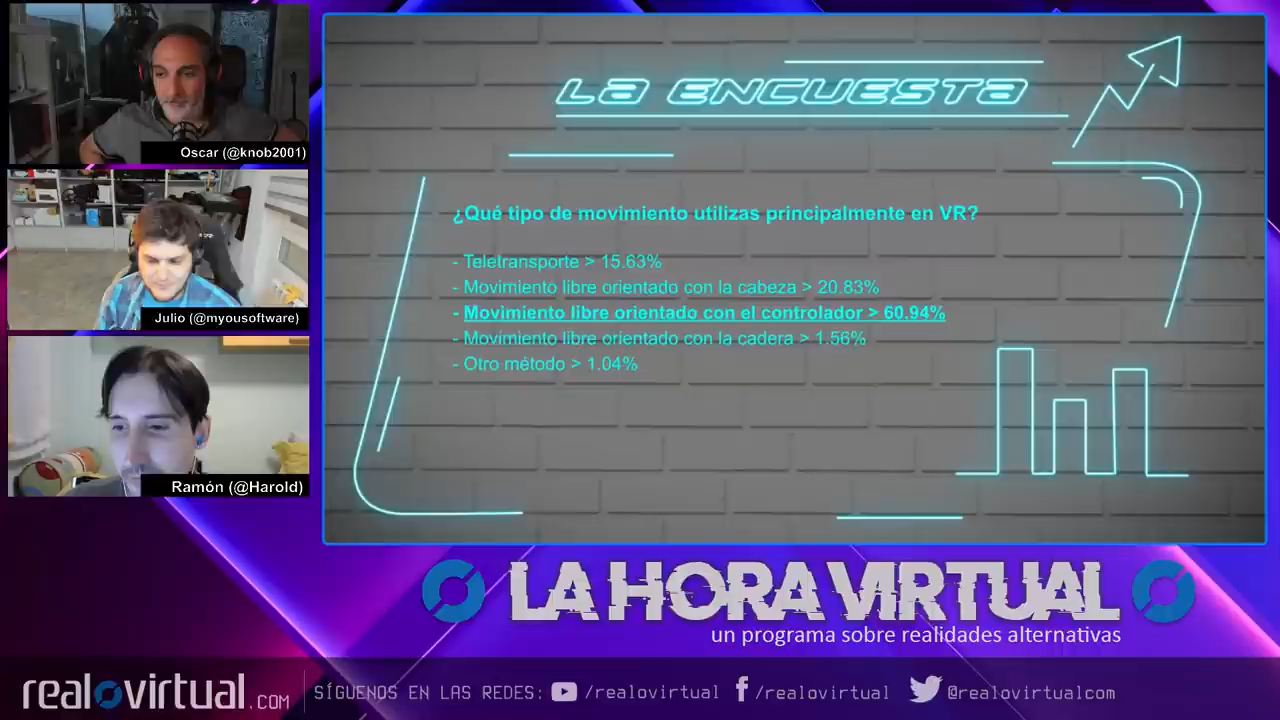 Oscar (@knob2001)
Julio (@myousoftware)
Ramón (@Harold)
LA ENCUESTA
¿Qué tipo de movimiento utilizas principalmente en VR?
- Teletransporte > 15.63%
- Movimiento libre orientado con la cabeza > 20.83%
- Movimiento libre orientado con el controlador > 60.94%
- Movimiento libre orientado con la cadera > 1.56%
- Otro método > 1.04%
LA HORA VIRTUAL
un programa sobre realidades alternativas
realovirtual.com SÍGUENOS EN LAS REDES: /realovirtual /realovirtual @realovirtualcom